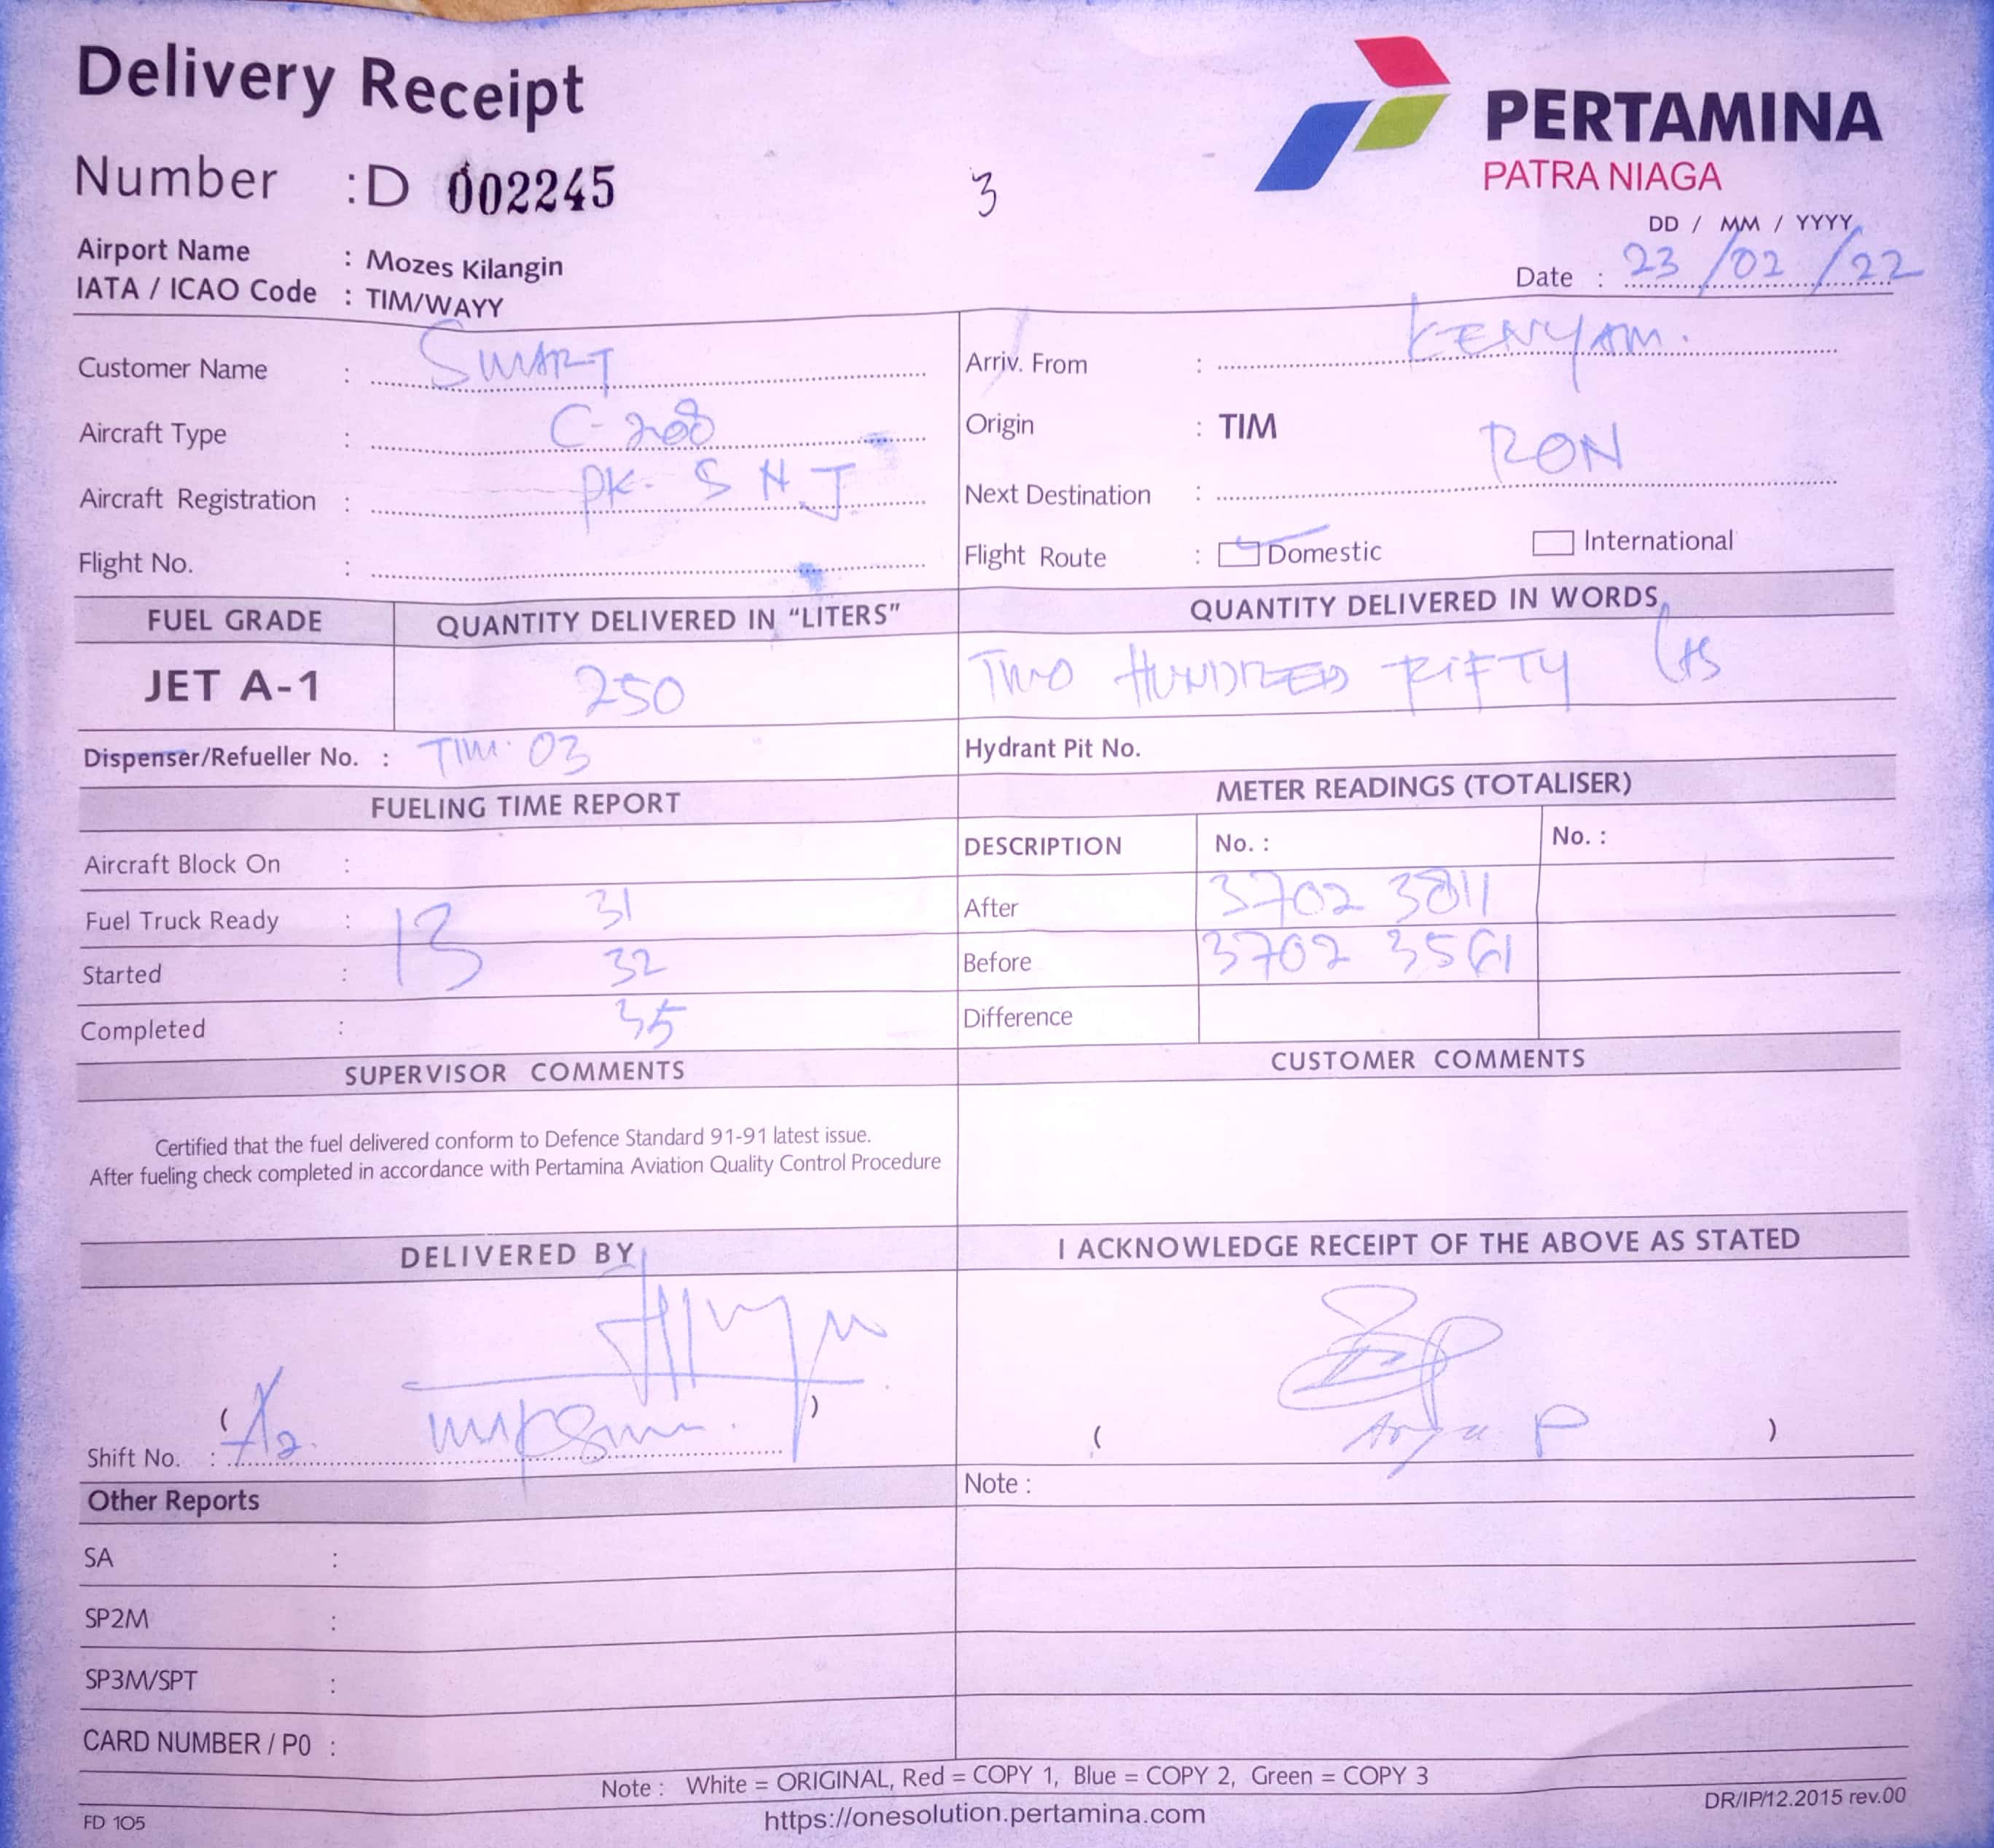 Delivery Receipt
PERTAMINA
PATRA NIAGA
Number : D 002245
3
DD / MM / YYYY
Airport Name : Mozes Kilangin
Date : 23/02/22
IATA / ICAO Code : TIM/WAYY
Customer Name : SMART
Arriv. From : KENYAM.
Aircraft Type : C-208
Origin : TIM
Aircraft Registration : PK- S N J
Next Destination : RON
Flight No. :
Flight Route : Domestic International
FUEL GRADE QUANTITY DELIVERED IN “LITERS” QUANTITY DELIVERED IN WORDS
JET A-1 250 TWO HUNDRED FIFTY Lts
Dispenser/Refueller No. : TIM. 03
Hydrant Pit No.
FUELING TIME REPORT
METER READINGS (TOTALISER)
Aircraft Block On :
DESCRIPTION No. : No. :
Fuel Truck Ready : 13 31
After 3702 3811
Started : 32
Before 3702 3561
Completed : 35
Difference
SUPERVISOR COMMENTS
CUSTOMER COMMENTS
Certified that the fuel delivered conform to Defence Standard 91-91 latest issue.
After fueling check completed in accordance with Pertamina Aviation Quality Control Procedure
DELIVERED BY
I ACKNOWLEDGE RECEIPT OF THE ABOVE AS STATED
( )
Shift No. :
( Arya P )
Other Reports
Note :
SA :
SP2M :
SP3M/SPT :
CARD NUMBER / P0 :
Note : White = ORIGINAL, Red = COPY 1, Blue = COPY 2, Green = COPY 3
DR/IP/12.2015 rev.00
FD 105
https://onesolution.pertamina.com